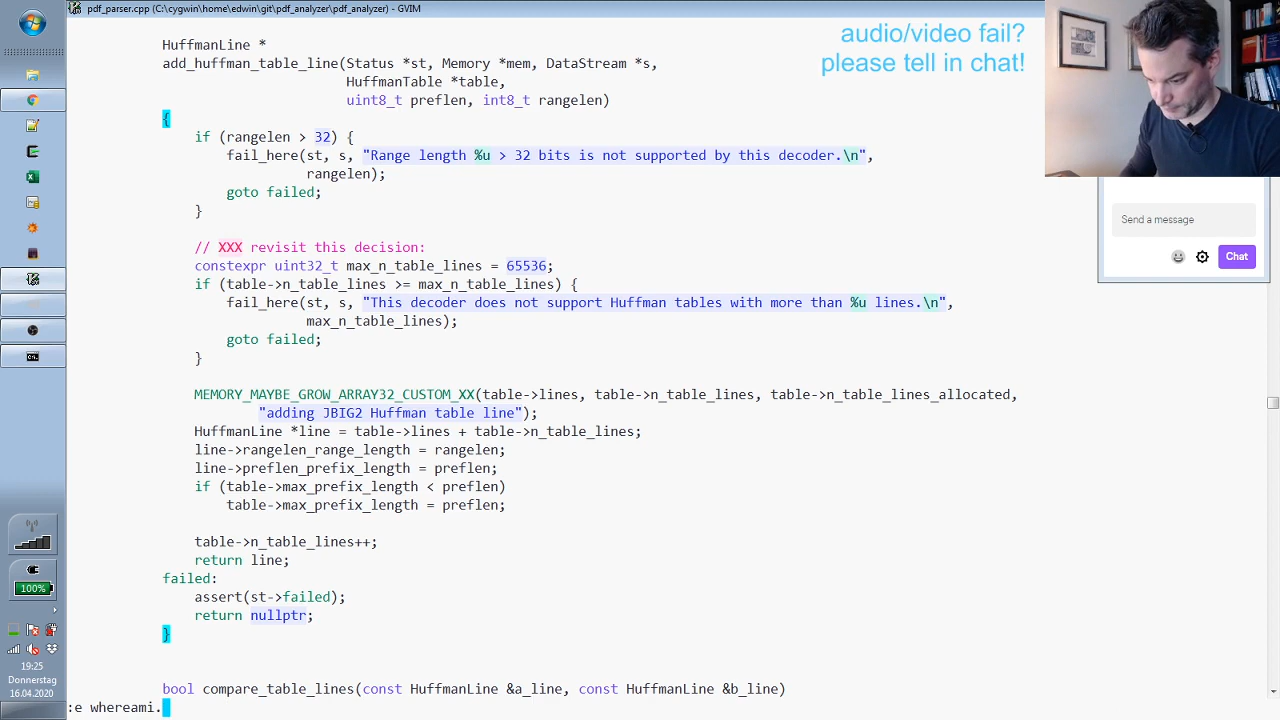 pdf_parser.cpp (C:\cygwin\home\edwin\git\pdf_analyzer\pdf_analyzer) - GVIM
audio/video fail?
please tell in chat!
HuffmanLine *
add_huffman_table_line(Status *st, Memory *mem, DataStream *s,
HuffmanTable *table,
uint8_t preflen, int8_t rangelen)
{
if (rangelen > 32) {
fail_here(st, s, "Range length %u > 32 bits is not supported by this decoder.\n",
rangelen);
goto failed;
}
// XXX revisit this decision:
constexpr uint32_t max_n_table_lines = 65536;
if (table->n_table_lines >= max_n_table_lines) {
fail_here(st, s, "This decoder does not support Huffman tables with more than %u lines.\n",
max_n_table_lines);
goto failed;
}
MEMORY_MAYBE_GROW_ARRAY32_CUSTOM_XX(table->lines, table->n_table_lines, table->n_table_lines_allocated,
"adding JBIG2 Huffman table line");
HuffmanLine *line = table->lines + table->n_table_lines;
line->rangelen_range_length = rangelen;
line->preflen_prefix_length = preflen;
if (table->max_prefix_length < preflen)
table->max_prefix_length = preflen;
table->n_table_lines++;
return line;
failed:
assert(st->failed);
return nullptr;
}
bool compare_table_lines(const HuffmanLine &a_line, const HuffmanLine &b_line)
:e whereami.
Send a message
Chat
100%
19:25
Donnerstag
16.04.2020